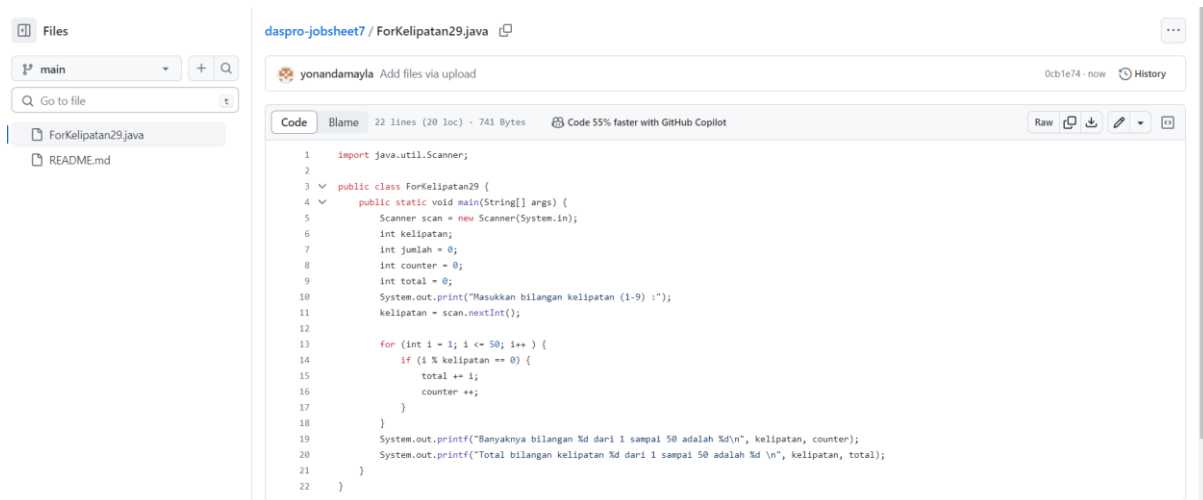 Files
main
Go to file
t
ForKelipatan29.java
README.md
daspro-jobsheet7 / ForKelipatan29.java
yonandamayla Add files via upload
0cb1e74 · now History
Code Blame 22 lines (20 loc) · 741 Bytes Code 55% faster with GitHub Copilot
Raw
1 import java.util.Scanner;
2
3 public class ForKelipatan29 {
4 public static void main(String[] args) {
5 Scanner scan = new Scanner(System.in);
6 int kelipatan;
7 int jumlah = 0;
8 int counter = 0;
9 int total = 0;
10 System.out.print("Masukkan bilangan kelipatan (1-9) :");
11 kelipatan = scan.nextInt();
12
13 for (int i = 1; i <= 50; i++ ) {
14 if (i % kelipatan == 0) {
15 total += i;
16 counter ++;
17 }
18 }
19 System.out.printf("Banyaknya bilangan %d dari 1 sampai 50 adalah %d\n", kelipatan, counter);
20 System.out.printf("Total bilangan kelipatan %d dari 1 sampai 50 adalah %d \n", kelipatan, total);
21 }
22 }